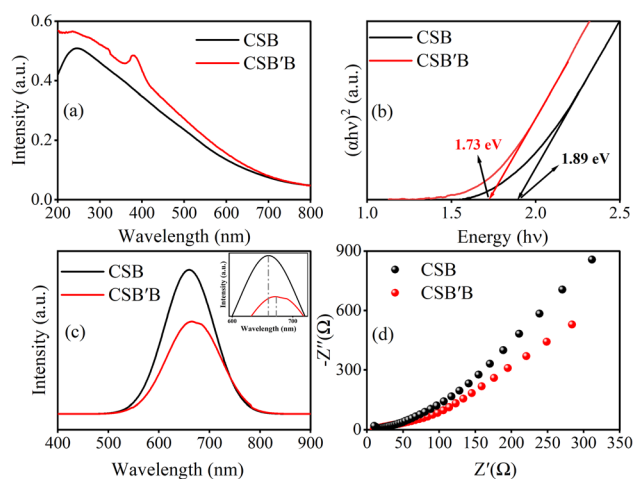 0.6
0.4
0.2
0.0
Intensity (a.u.)
CSB
CSB′B
(a)
200 300 400 500 600 700 800
Wavelength (nm)
(αhν)² (a.u.)
CSB
CSB′B
(b)
1.73 eV
1.89 eV
1.0 1.5 2.0 2.5
Energy (hν)
Intensity (a.u.)
CSB
CSB′B
(c)
Intensity (a.u.)
600 700
Wavelength (nm)
400 500 600 700 800 900
Wavelength (nm)
900
600
300
0
-Z″(Ω)
CSB
CSB′B
(d)
0 50 100 150 200 250 300 350
Z′(Ω)